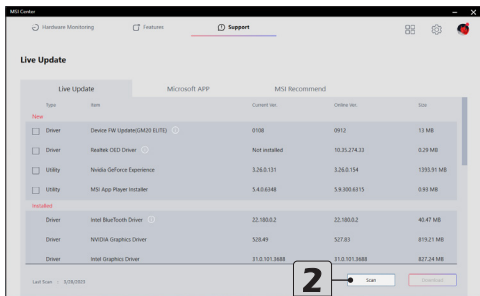 MSI Center
Hardware Monitoring Features Support
Live Update
Live Update Microsoft APP MSI Recommend
Type Item Current Ver. Online Ver. Size
New
Driver Device FW Update(GM20 ELITE) 0108 0912 13 MB
Driver Realtek OED Driver Not installed 10.35.274.33 0.29 MB
Utility Nvidia GeForce Experience 3.26.0.131 3.26.0.154 1393.91 MB
Utility MSI App Player Installer 5.4.0.6348 5.9.300.6315 0.93 MB
Installed
Driver Intel BlueTooth Driver 22.180.0.2 22.180.0.2 40.47 MB
Driver NVIDIA Graphics Driver 528.49 527.83 819.21 MB
Driver Intel Graphics Driver 31.0.101.3688 31.0.101.3688 827.24 MB
Last Scan : 5/28/2023 2 Scan Download